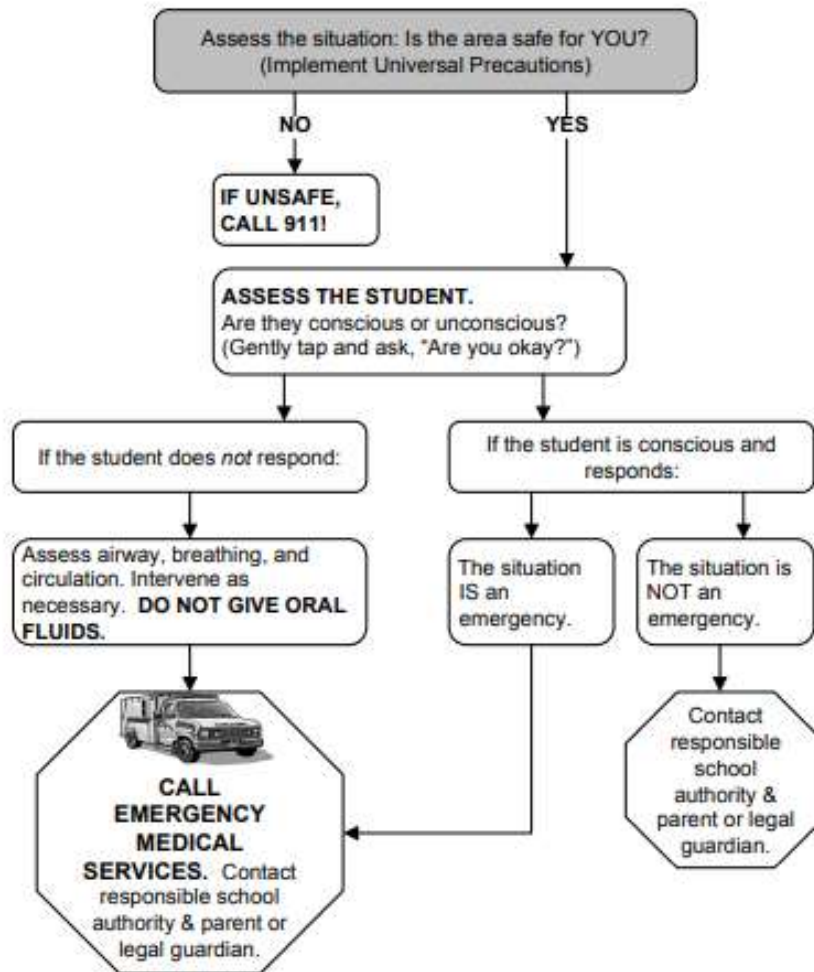 Assess the situation: Is the area safe for YOU?
(Implement Universal Precautions)
NO
YES
IF UNSAFE,
CALL 911!
ASSESS THE STUDENT.
Are they conscious or unconscious?
(Gently tap and ask, “Are you okay?”)
If the student does not respond:
If the student is conscious and
responds:
Assess airway, breathing, and
circulation. Intervene as
necessary.  DO NOT GIVE ORAL
FLUIDS.
The situation
IS an
emergency.
The situation is
NOT an
emergency.
CALL
EMERGENCY
MEDICAL
SERVICES.  Contact
responsible school
authority & parent or
legal guardian.
Contact
responsible
school
authority &
parent or legal
guardian.